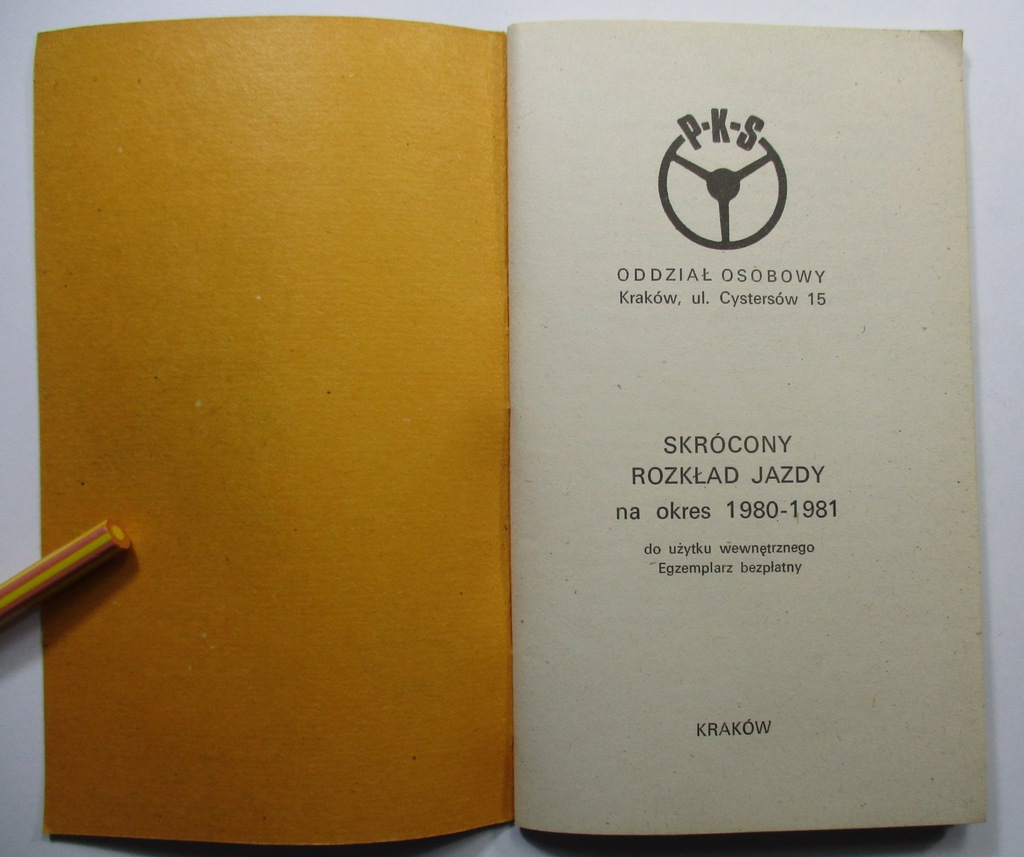 P-K-S
ODDZIAŁ OSOBOWY
Kraków, ul. Cystersów 15
SKRÓCONY
ROZKŁAD JAZDY
na okres 1980-1981
do użytku wewnętrznego
Egzemplarz bezpłatny
KRAKÓW